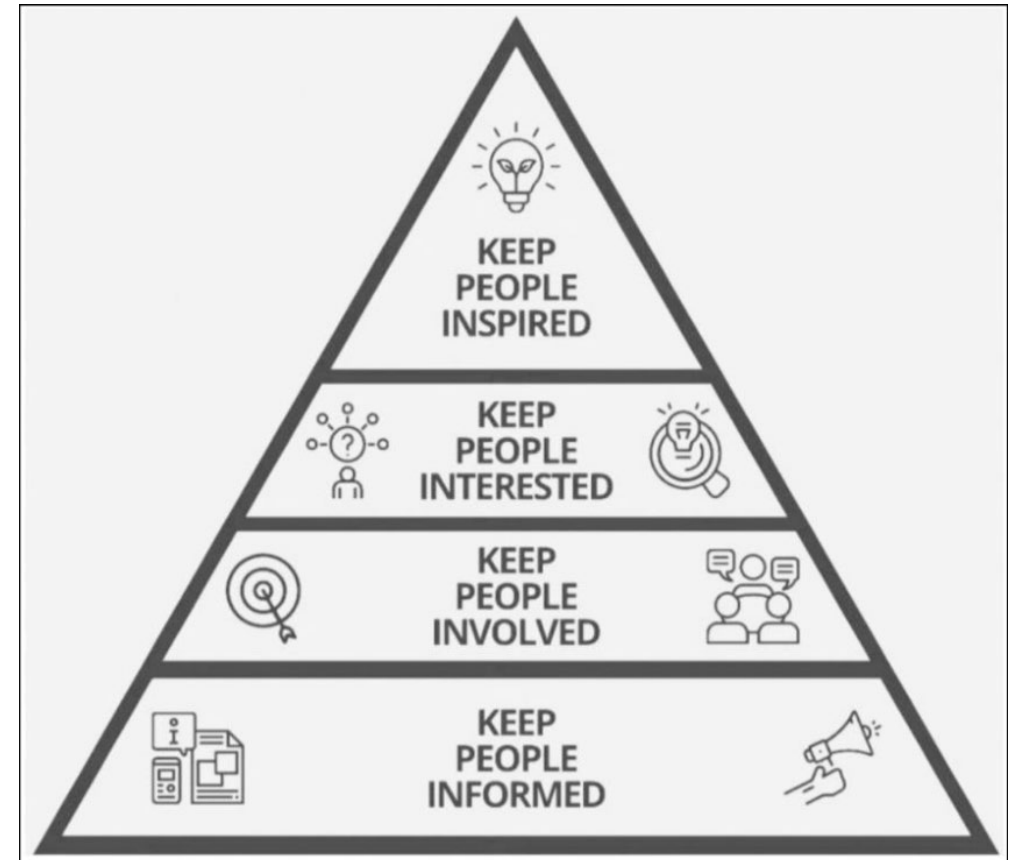 KEEP
PEOPLE
INSPIRED
?
KEEP
PEOPLE
INTERESTED
KEEP
PEOPLE
INVOLVED
i
KEEP
PEOPLE
INFORMED